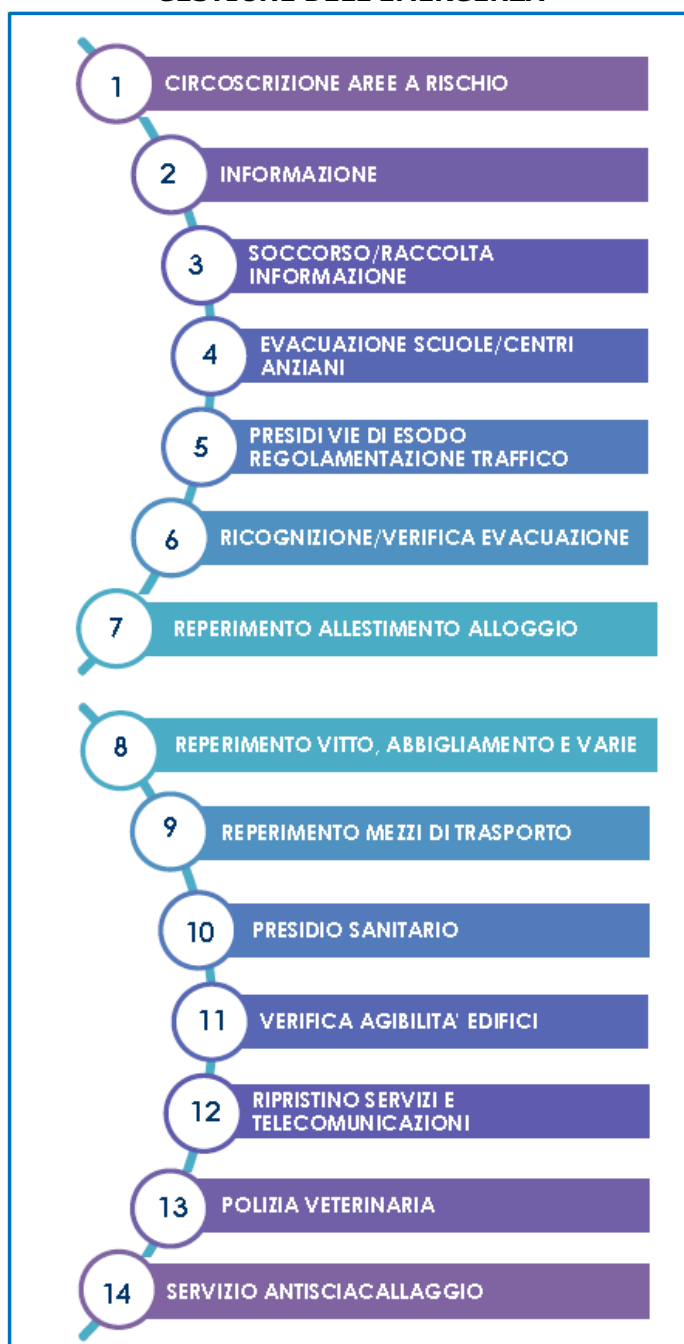 GESTIONE DELL'EMERGENZA
1
CIRCOSCRIZIONE AREE A RISCHIO
2
INFORMAZIONE
3
SOCCORSO/RACCOLTA
INFORMAZIONE
4
EVACUAZIONE SCUOLE/CENTRI
ANZIANI
5
PRESIDI VIE DI ESODO
REGOLAMENTAZIONE TRAFFICO
6
RICOGNIZIONE/VERIFICA EVACUAZIONE
7
REPERIMENTO ALLESTIMENTO ALLOGGIO
8
REPERIMENTO VITTO, ABBIGLIAMENTO E VARIE
9
REPERIMENTO MEZZI DI TRASPORTO
10
PRESIDIO SANITARIO
11
VERIFICA AGIBILITA' EDIFICI
12
RIPRISTINO SERVIZI E
TELECOMUNICAZIONI
13
POLIZIA VETERINARIA
14
SERVIZIO ANTISCIACALLAGGIO